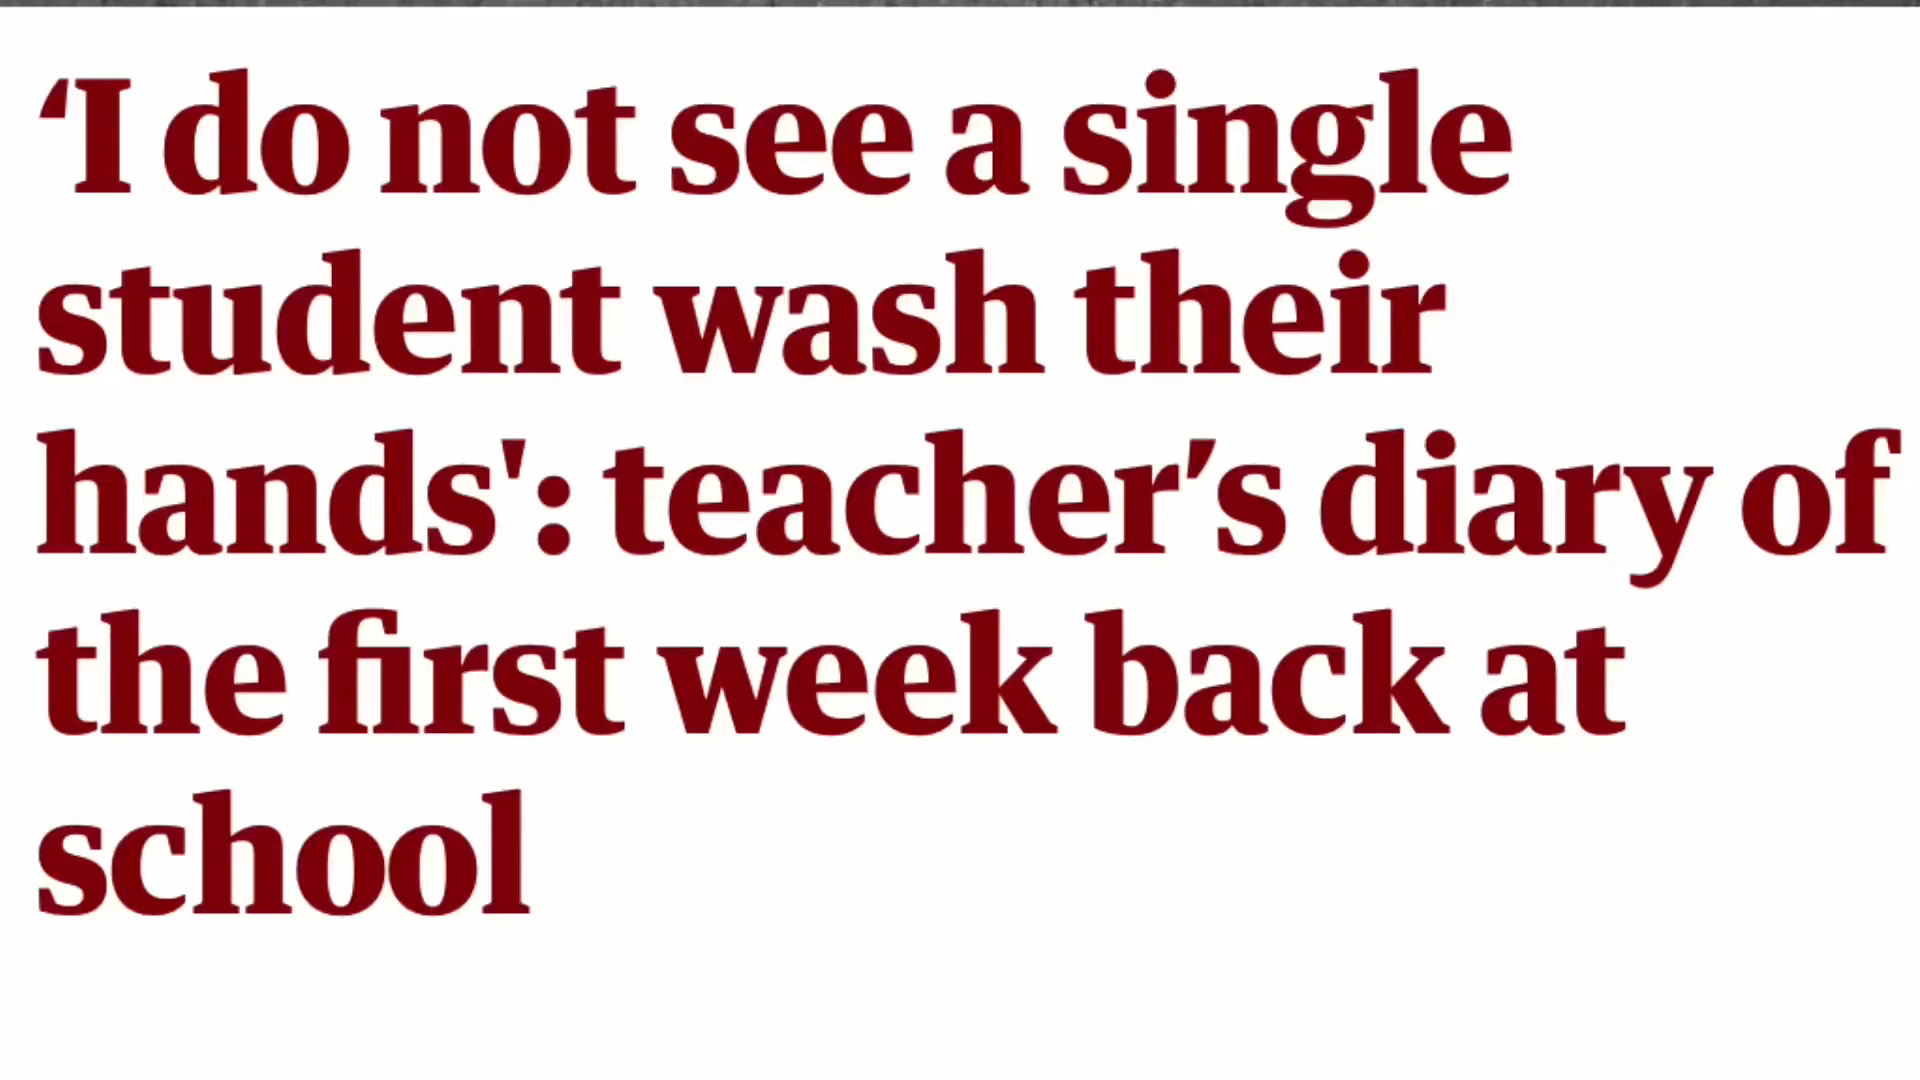 ‘I do not see a single
student wash their
hands': teacher’s diary of
the first week back at
school